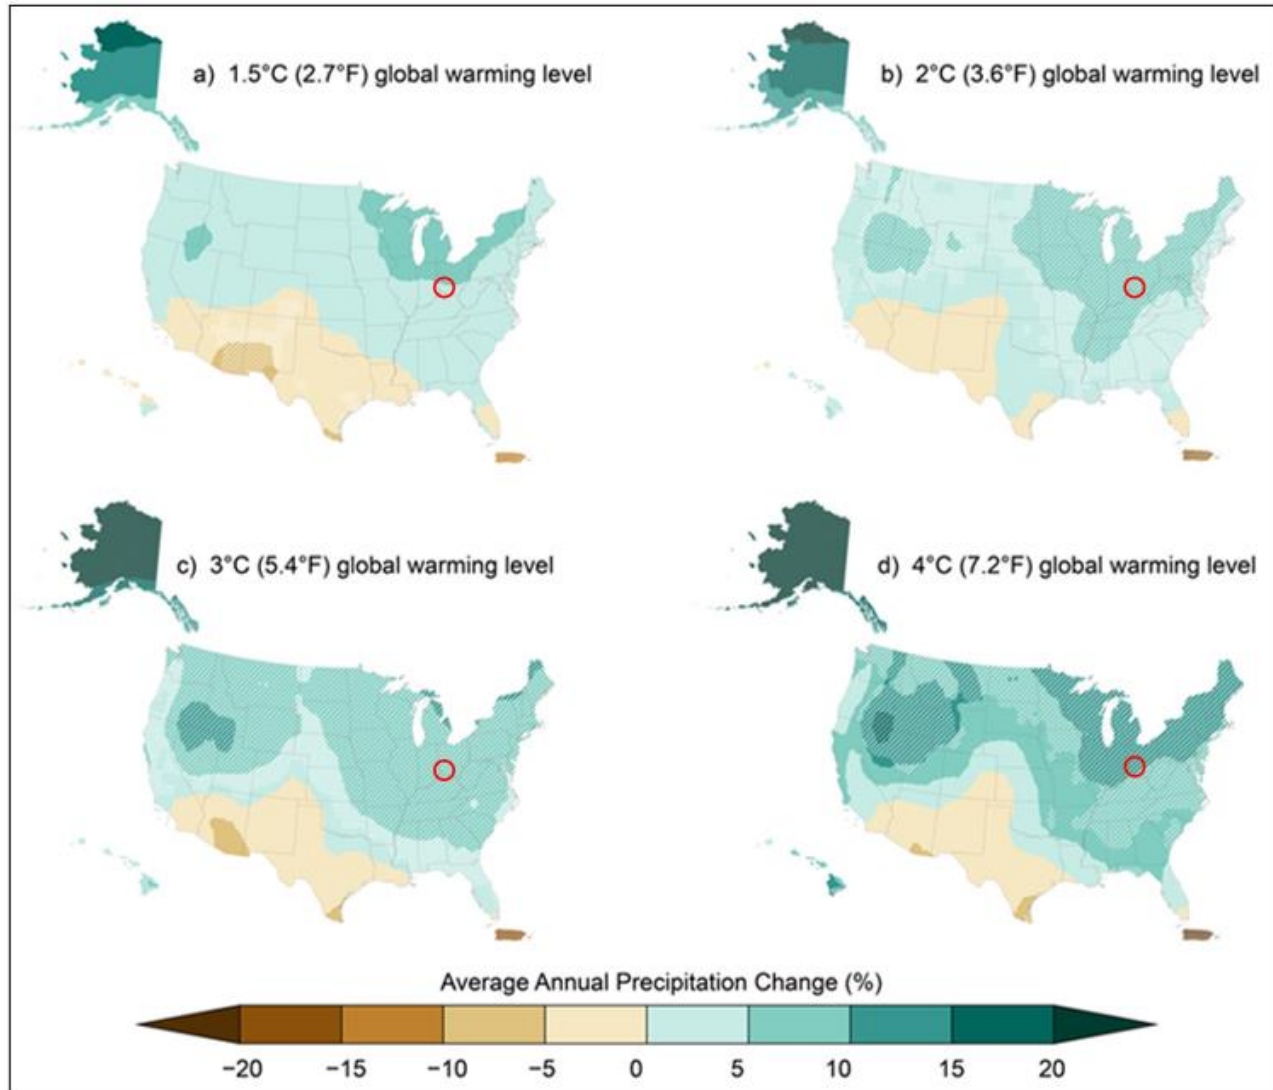 a) 1.5°C (2.7°F) global warming level
b) 2°C (3.6°F) global warming level
c) 3°C (5.4°F) global warming level
d) 4°C (7.2°F) global warming level
Average Annual Precipitation Change (%)
−20 −15 −10 −5 0 5 10 15 20